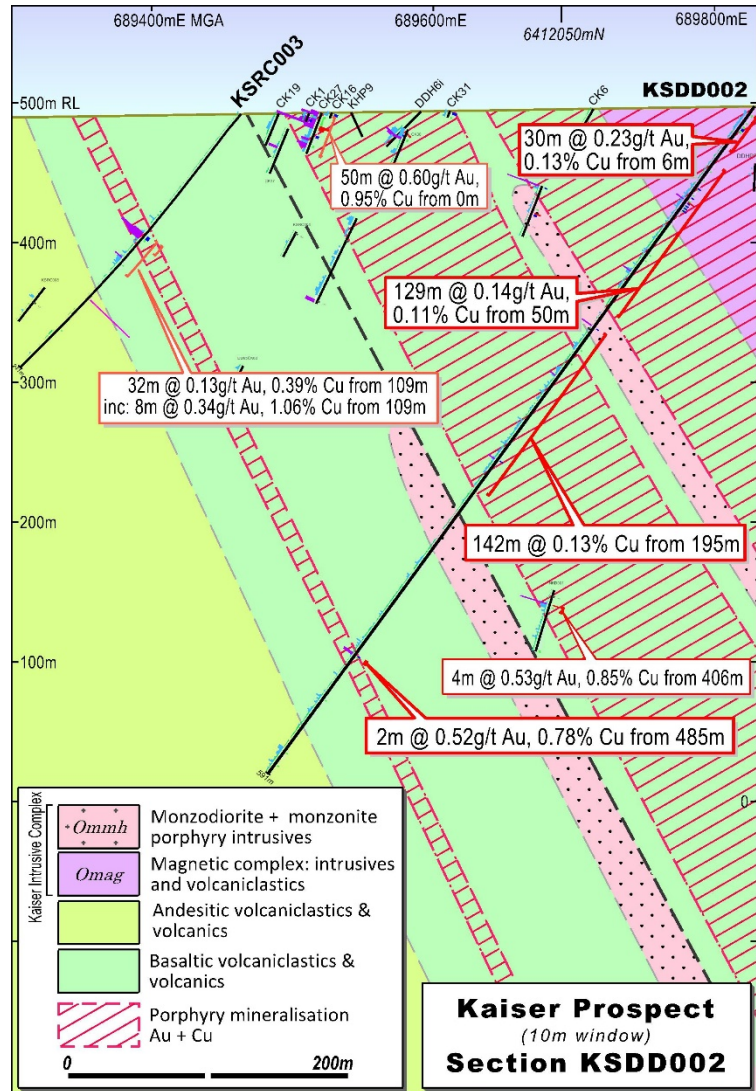 689400mE MGA
689600mE
6412050mN
689800mE
500m RL
KSRC003
CK19
CK1
CK27
CK16
KHP9
DDH6i
CK31
CK6
KSDD002
30m @ 0.23g/t Au,
0.13% Cu from 6m
50m @ 0.60g/t Au,
0.95% Cu from 0m
400m
129m @ 0.14g/t Au,
0.11% Cu from 50m
300m
32m @ 0.13g/t Au, 0.39% Cu from 109m
inc: 8m @ 0.34g/t Au, 1.06% Cu from 109m
200m
142m @ 0.13% Cu from 195m
100m
4m @ 0.53g/t Au, 0.85% Cu from 406m
2m @ 0.52g/t Au, 0.78% Cu from 485m
591m
0
Kaiser Intrusive Complex
Ommh
Monzodiorite + monzonite
porphyry intrusives
Omag
Magnetic complex: intrusives
and volcaniclastics
Andesitic volcaniclastics &
volcanics
Basaltic volcaniclastics &
volcanics
Porphyry mineralisation
Au + Cu
0
200m
Kaiser Prospect
(10m window)
Section KSDD002